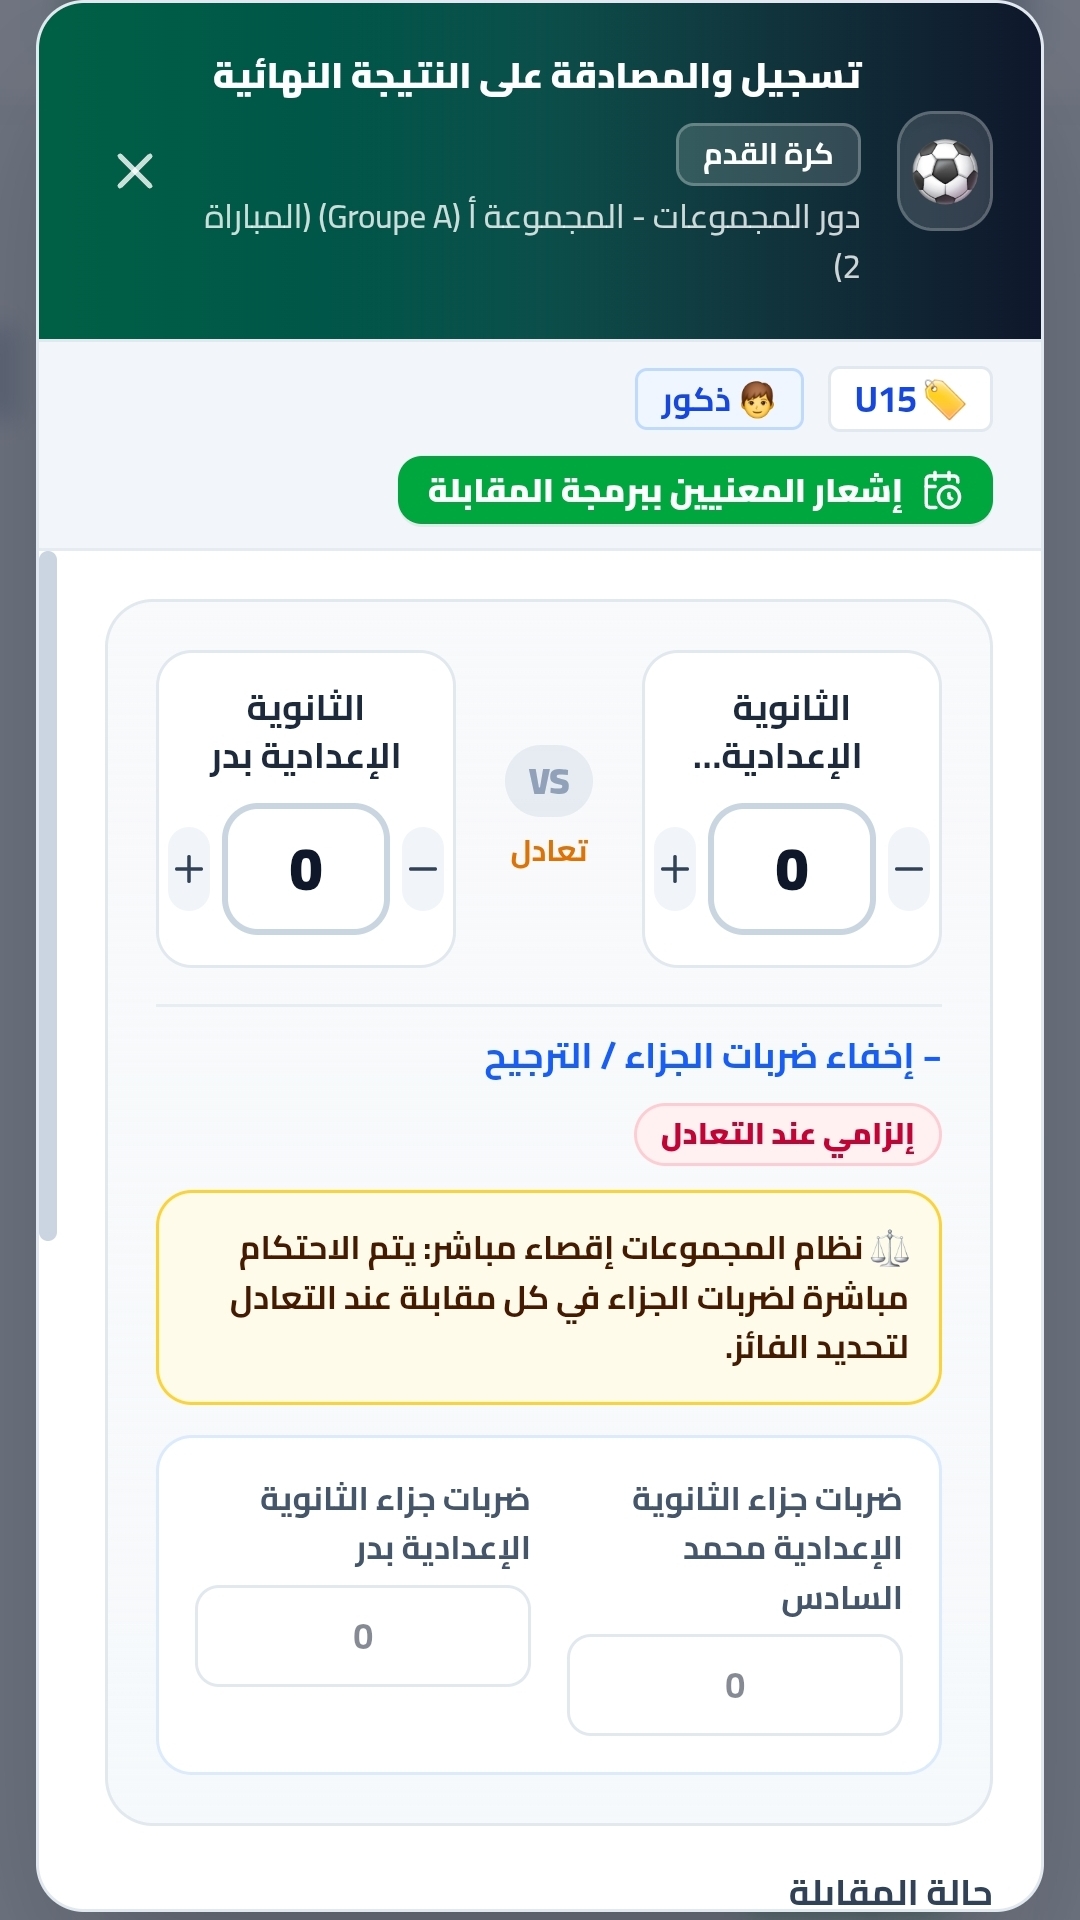 تسجيل والمصادقة على النتيجة النهائية
كرة القدم
دور المجموعات - المجموعة أ (Groupe A) (المباراة
2)
U15
ذكور
إشعار المعنيين ببرمجة المقابلة
الثانوية
الإعدادية...
− 0 +
VS
تعادل
الثانوية
الإعدادية بدر
− 0 +
– إخفاء ضربات الجزاء / الترجيح
إلزامي عند التعادل
⚖️ نظام المجموعات إقصاء مباشر: يتم الاحتكام
مباشرة لضربات الجزاء في كل مقابلة عند التعادل
لتحديد الفائز.
ضربات جزاء الثانوية
الإعدادية محمد
السادس
0
ضربات جزاء الثانوية
الإعدادية بدر
0
حالة المقابلة